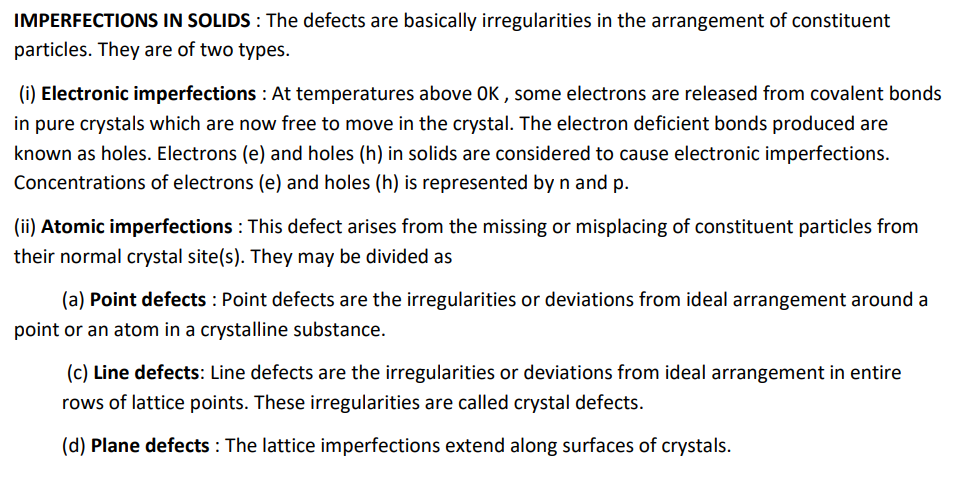 IMPERFECTIONS IN SOLIDS : The defects are basically irregularities in the arrangement of constituent
particles. They are of two types.
(i) Electronic imperfections : At temperatures above 0K , some electrons are released from covalent bonds
in pure crystals which are now free to move in the crystal. The electron deficient bonds produced are
known as holes. Electrons (e) and holes (h) in solids are considered to cause electronic imperfections.
Concentrations of electrons (e) and holes (h) is represented by n and p.
(ii) Atomic imperfections : This defect arises from the missing or misplacing of constituent particles from
their normal crystal site(s). They may be divided as
(a) Point defects : Point defects are the irregularities or deviations from ideal arrangement around a
point or an atom in a crystalline substance.
(c) Line defects: Line defects are the irregularities or deviations from ideal arrangement in entire
rows of lattice points. These irregularities are called crystal defects.
(d) Plane defects : The lattice imperfections extend along surfaces of crystals.